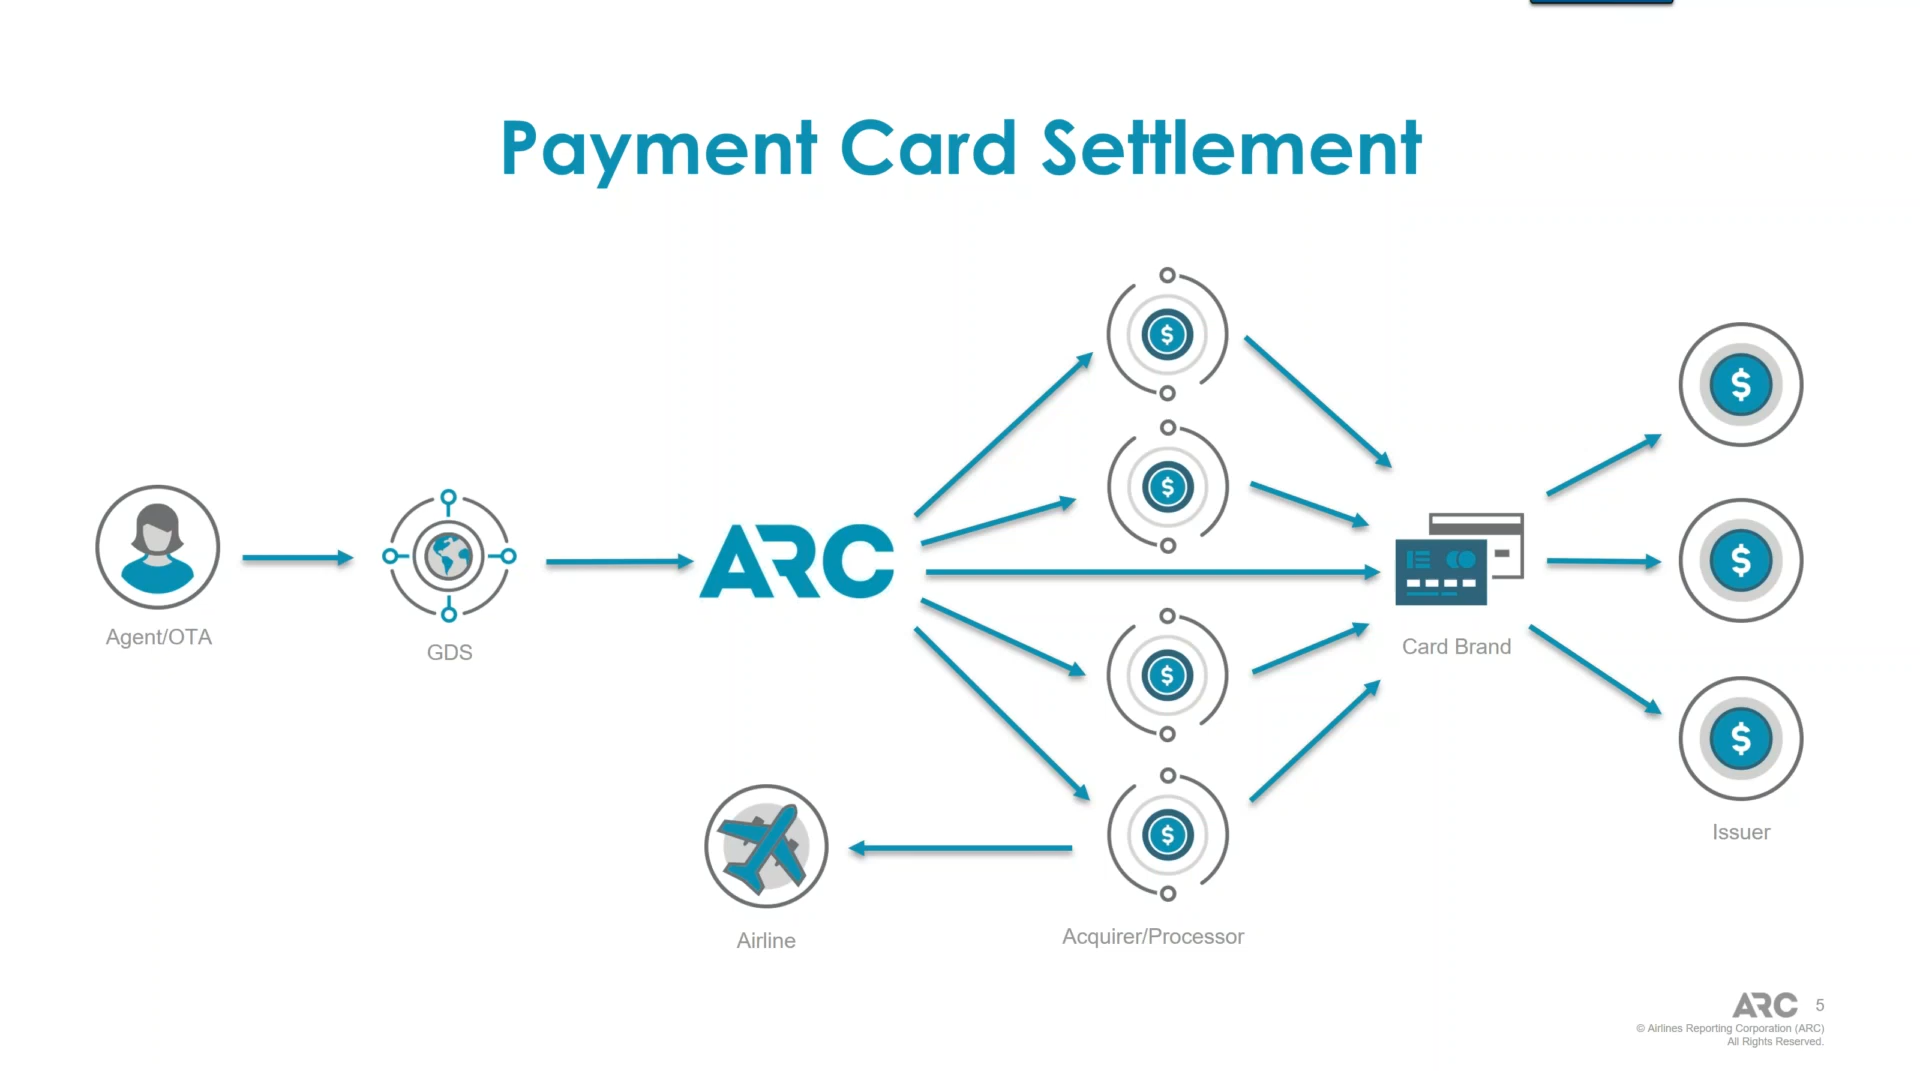 Payment Card Settlement
Agent/OTA
GDS
ARC
Card Brand
Issuer
Airline
Acquirer/Processor
ARC 5
© Airlines Reporting Corporation (ARC)
All Rights Reserved.